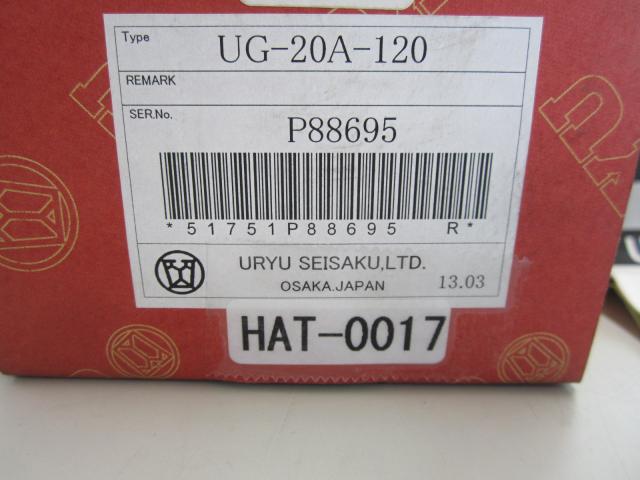 Type
UG-20A-120
REMARK
SER.No.
P88695
*51751P88695 R*
URYU SEISAKU,LTD.
OSAKA.JAPAN
13.03
HAT-0017